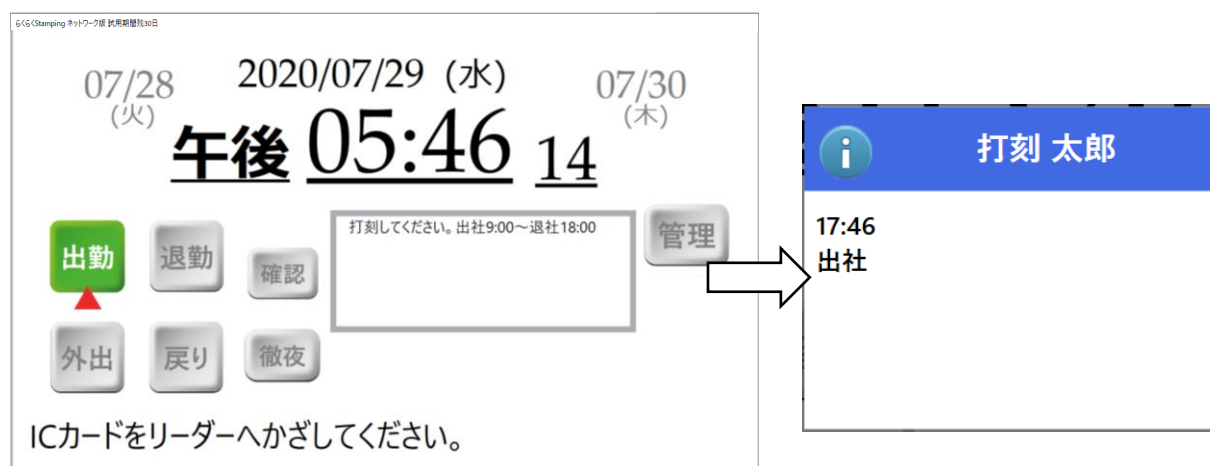 らくらくStamping ネットワーク版 試用期間残30日
07/28
(火)
2020/07/29 (水)
07/30
(木)
午後 05:46 14
出勤
退勤
確認
打刻してください。出社9:00～退社18:00
管理
外出
戻り
徹夜
ICカードをリーダーへかざしてください。
打刻 太郎
17:46
出社